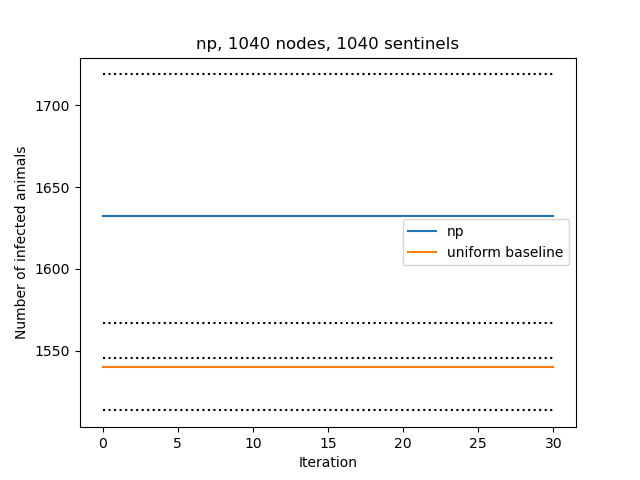 np, 1040 nodes, 1040 sentinels
Number of infected animals
1700
1650
1600
1550
np
uniform baseline
0 5 10 15 20 25 30
Iteration